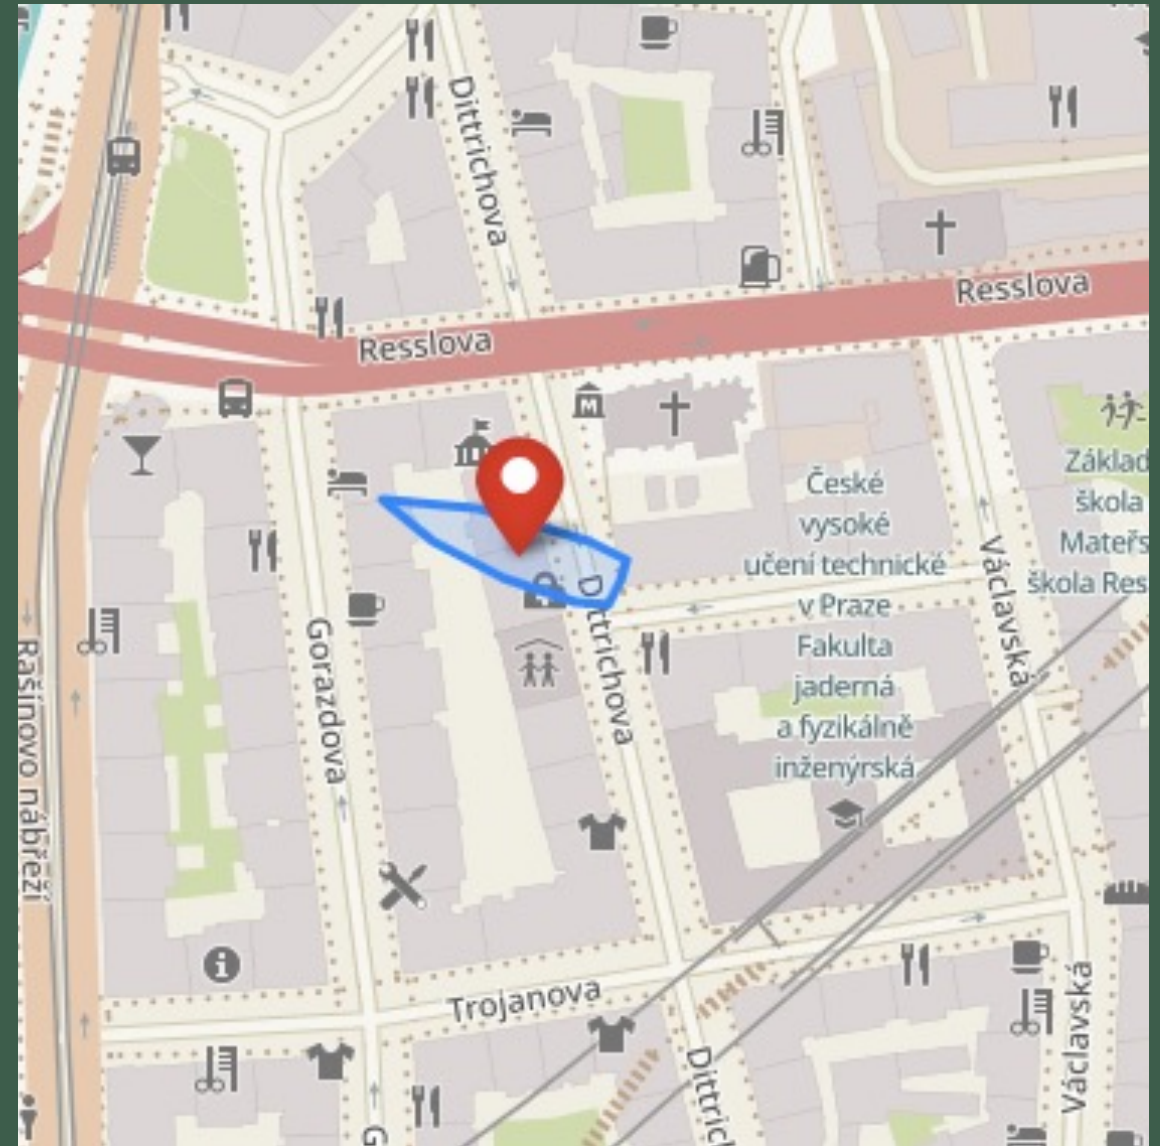 Dittrichova
Resslova
Resslova
M
České
vysoké
učení technické
v Praze
Fakulta
jaderná
a fyzikálně
inženýrská
Základ
škola
Mateřs
škola Res
Václavská
Dittrichova
Gorazdova
Rašínovo nábřeží
i
Trojanova
Václavská
Dittrich
G